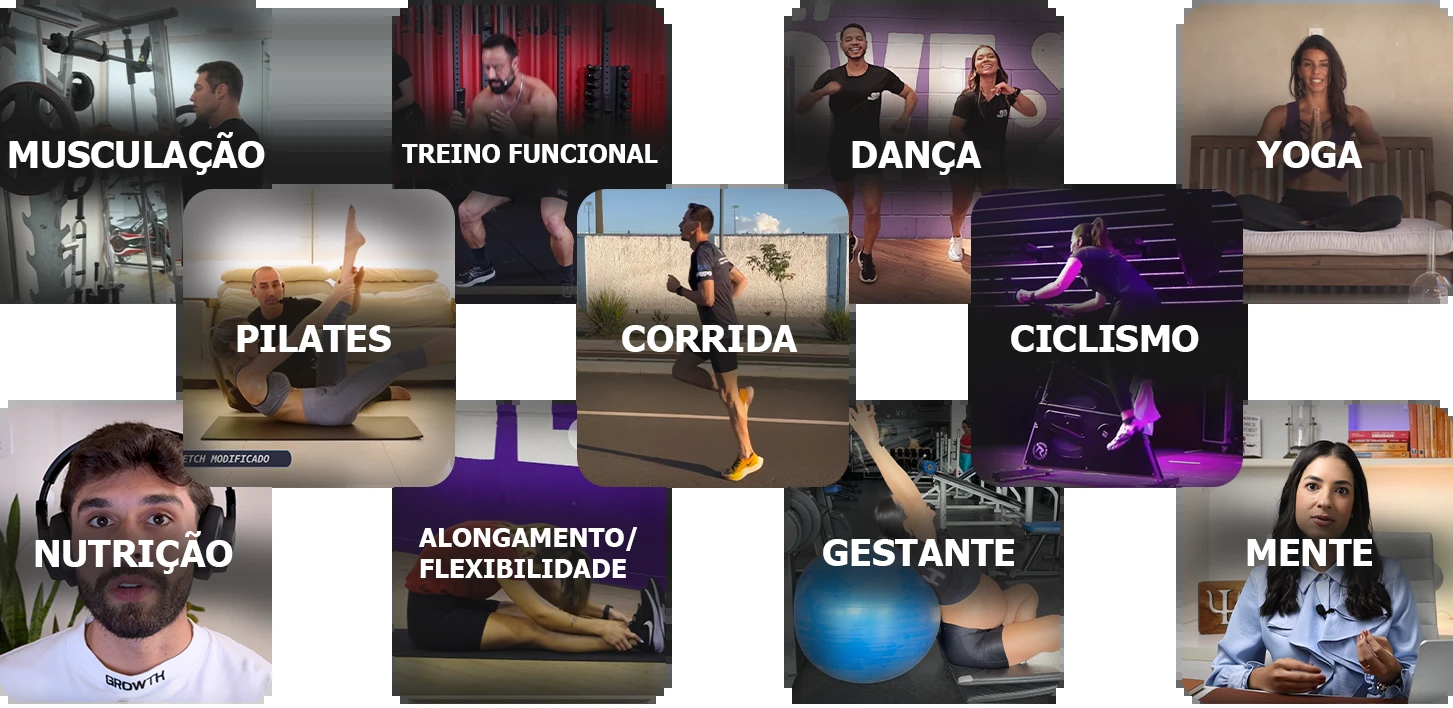 MUSCULAÇÃO
TREINO FUNCIONAL
DANÇA
YOGA
PILATES
ETCH MODIFICADO
CORRIDA
CICLISMO
NUTRIÇÃO
GROWTH
ALONGAMENTO/
FLEXIBILIDADE
GESTANTE
MENTE